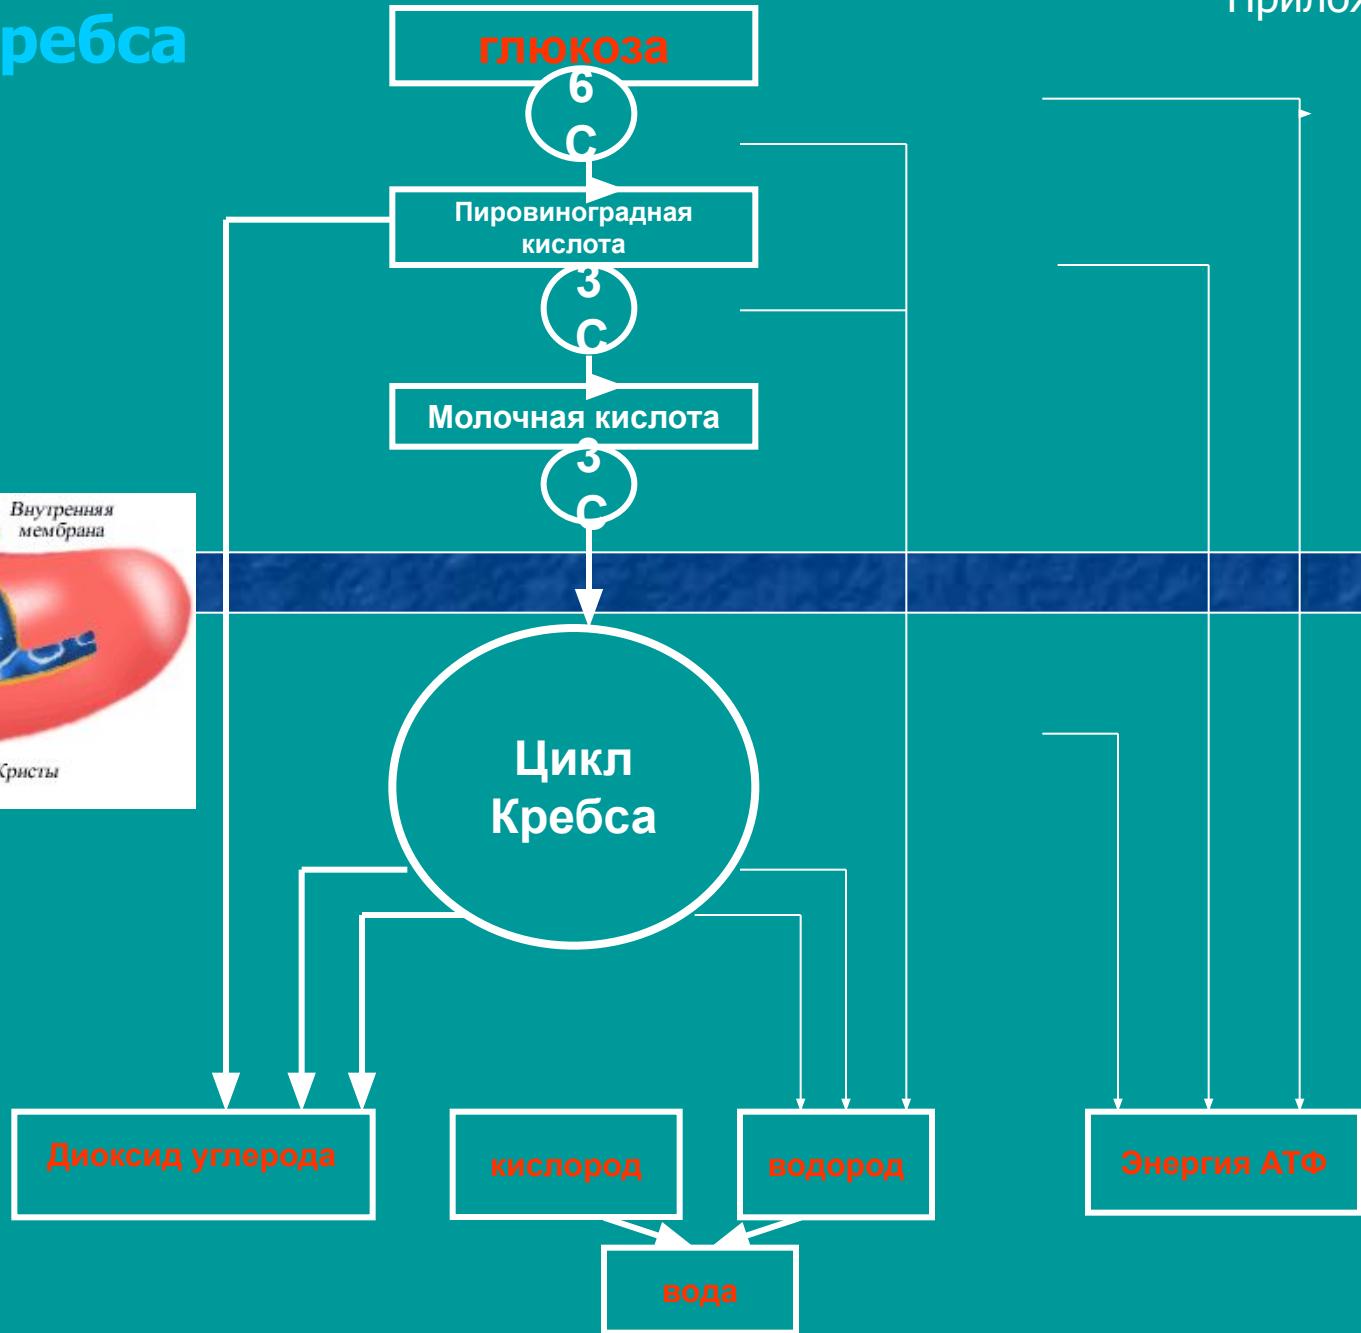 ребса
Прилож
глюкоза
6
С
Пировиноградная
кислота
3
С
Молочная кислота
3
С
Внутренняя
мембрана
Кристы
Цикл
Кребса
Диоксид углерода
кислород
водород
Энергия АТФ
вода